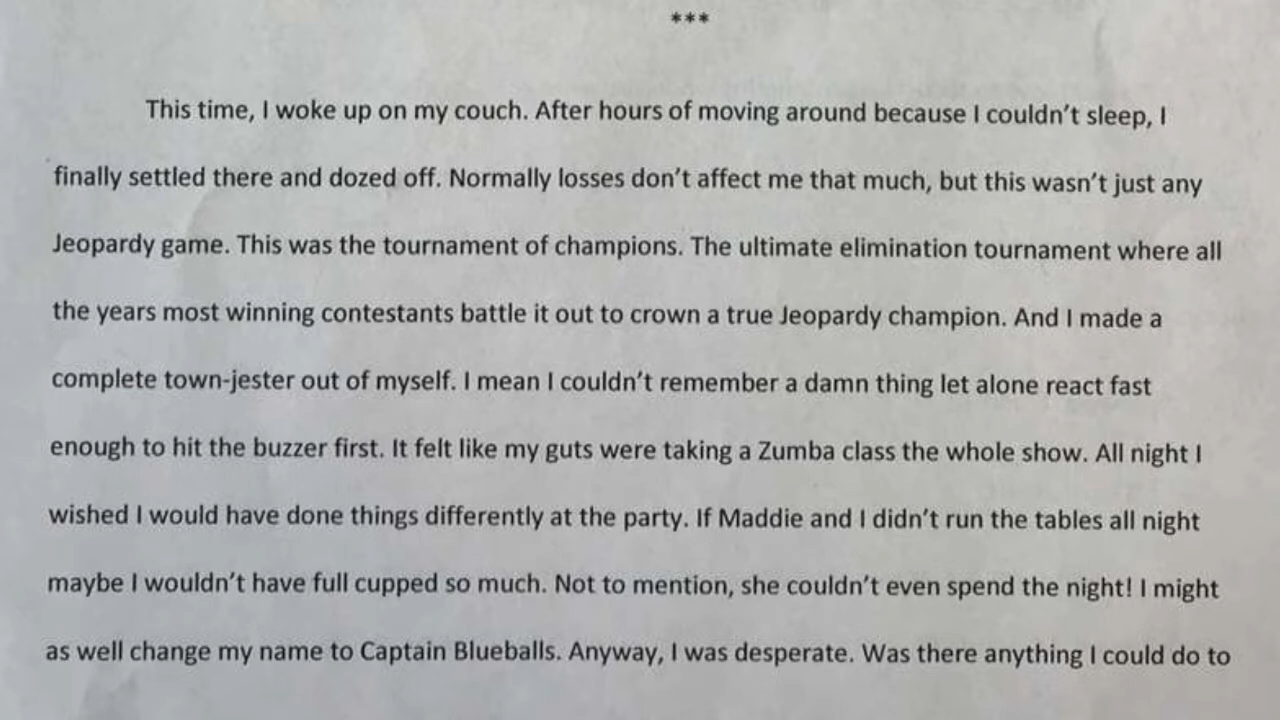 ***
This time, I woke up on my couch. After hours of moving around because I couldn’t sleep, I
finally settled there and dozed off. Normally losses don’t affect me that much, but this wasn’t just any
Jeopardy game. This was the tournament of champions. The ultimate elimination tournament where all
the years most winning contestants battle it out to crown a true Jeopardy champion. And I made a
complete town-jester out of myself. I mean I couldn’t remember a damn thing let alone react fast
enough to hit the buzzer first. It felt like my guts were taking a Zumba class the whole show. All night I
wished I would have done things differently at the party. If Maddie and I didn’t run the tables all night
maybe I wouldn’t have full cupped so much. Not to mention, she couldn’t even spend the night! I might
as well change my name to Captain Blueballs. Anyway, I was desperate. Was there anything I could do to